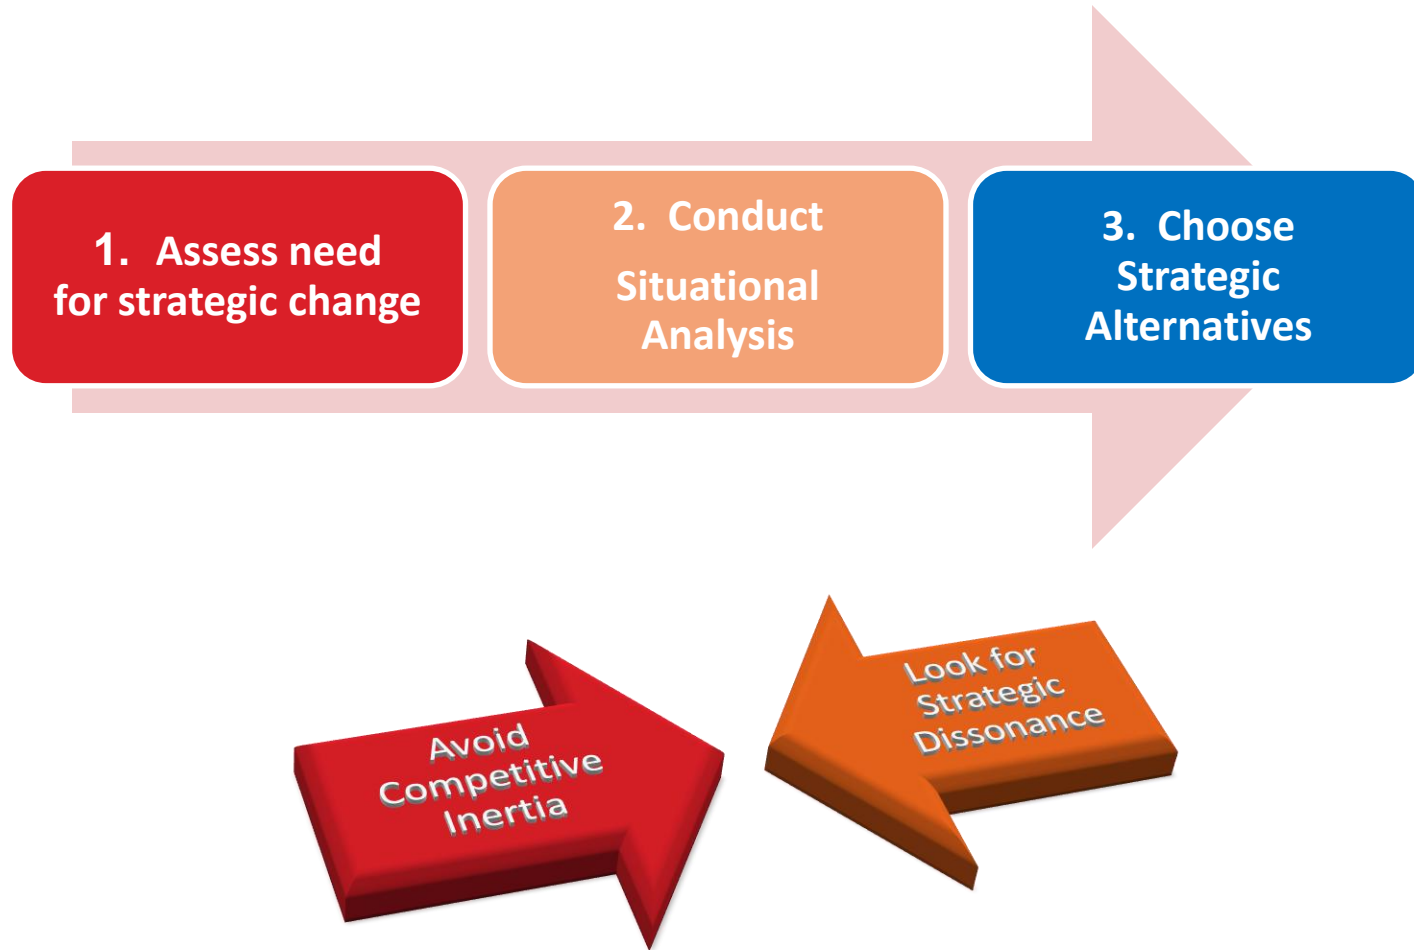 1. Assess need
for strategic change
2. Conduct
Situational
Analysis
3. Choose
Strategic
Alternatives
Avoid
Competitive
Inertia
Look for
Strategic
Dissonance